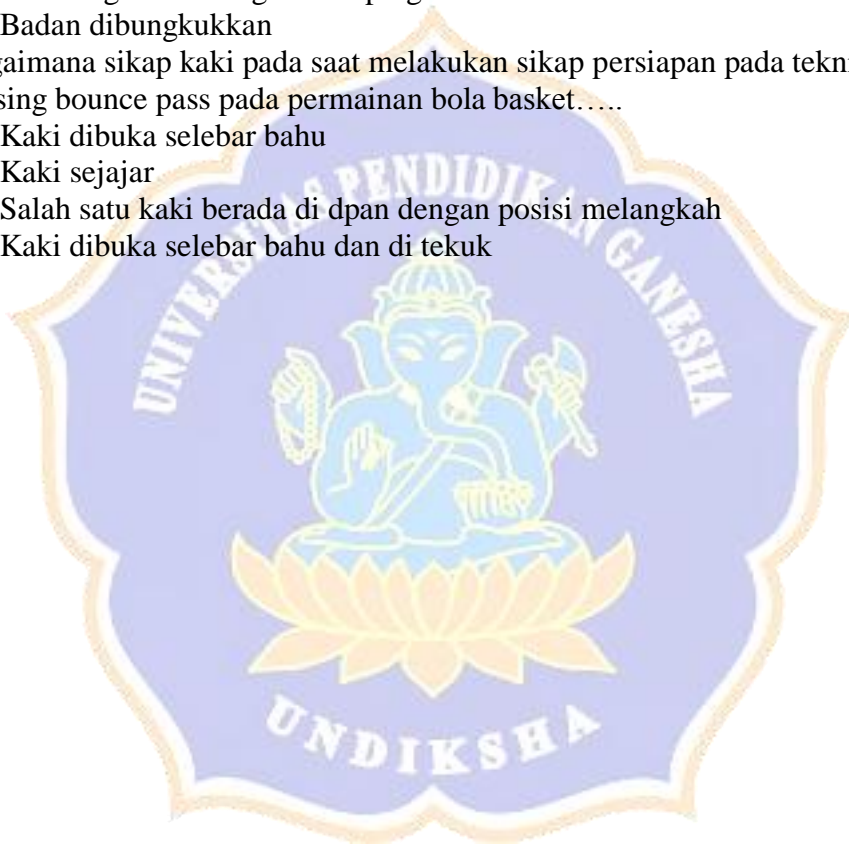 Badan dibungkukkan
gaimana sikap kaki pada saat melakukan sikap persiapan pada tekni
sing bounce pass pada permainan bola basket…..
Kaki dibuka selebar bahu
Kaki sejajar
Salah satu kaki berada di dpan dengan posisi melangkah
Kaki dibuka selebar bahu dan di tekuk
UNIVERSITAS PENDIDIKAN GANESHA
UNDIKSHA